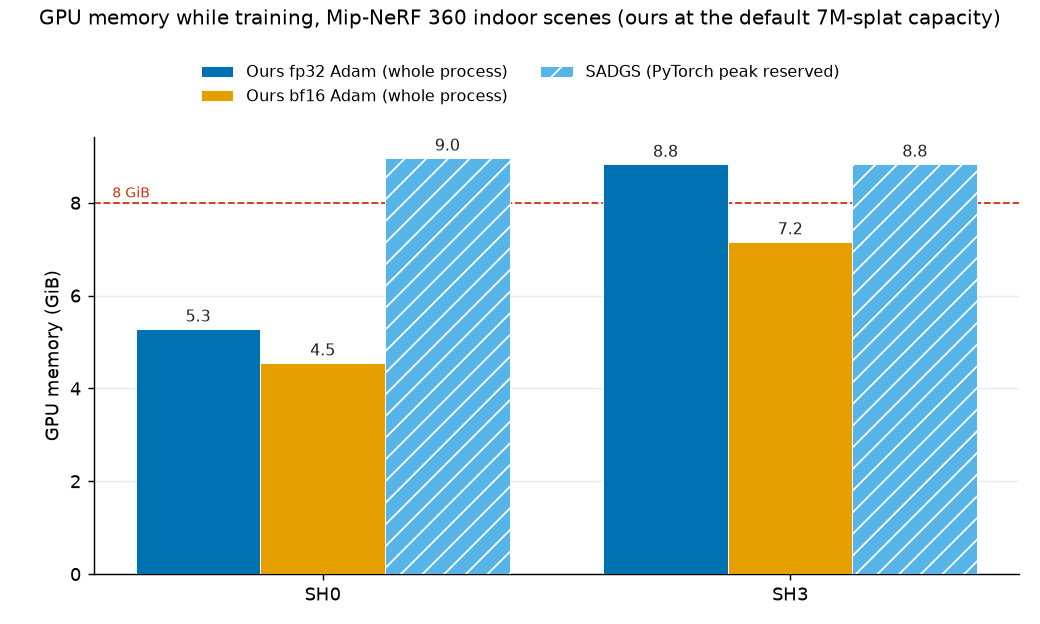 GPU memory while training, Mip-NeRF 360 indoor scenes (ours at the default 7M-splat capacity)
Ours fp32 Adam (whole process)
Ours bf16 Adam (whole process)
SADGS (PyTorch peak reserved)
GPU memory (GiB)
8
6
4
2
0
8 GiB
5.3
4.5
9.0
8.8
7.2
8.8
SH0
SH3